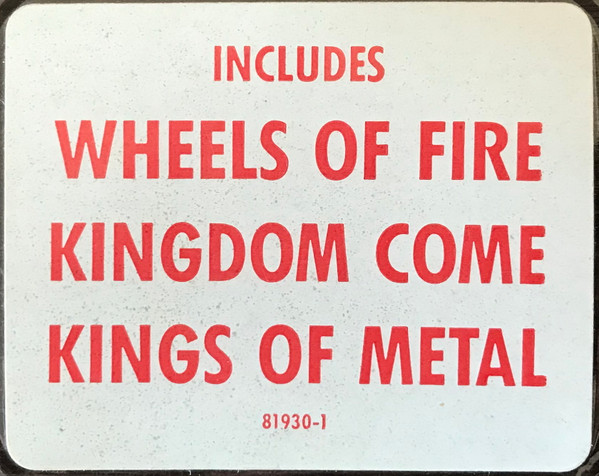 INCLUDES
WHEELS OF FIRE
KINGDOM COME
KINGS OF METAL
81930-1